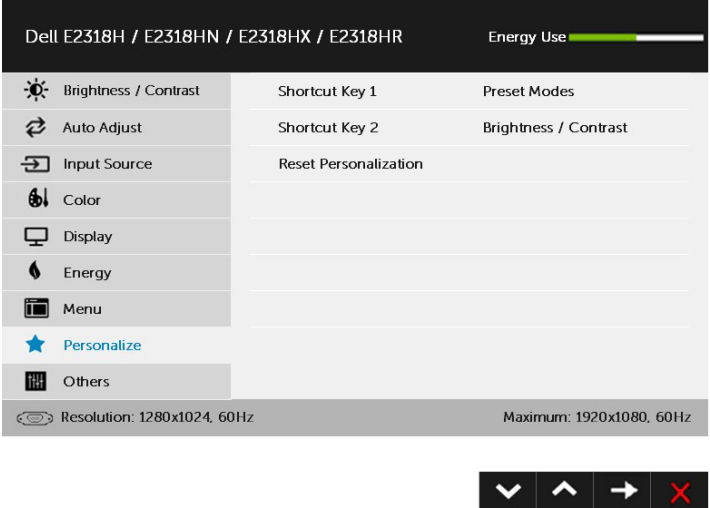 Dell E2318H / E2318HN / E2318HX / E2318HR Energy Use
Brightness / Contrast Shortcut Key 1 Preset Modes
Auto Adjust Shortcut Key 2 Brightness / Contrast
Input Source Reset Personalization
Color
Display
Energy
Menu
Personalize
Others
Resolution: 1280x1024, 60Hz Maximum: 1920x1080, 60Hz